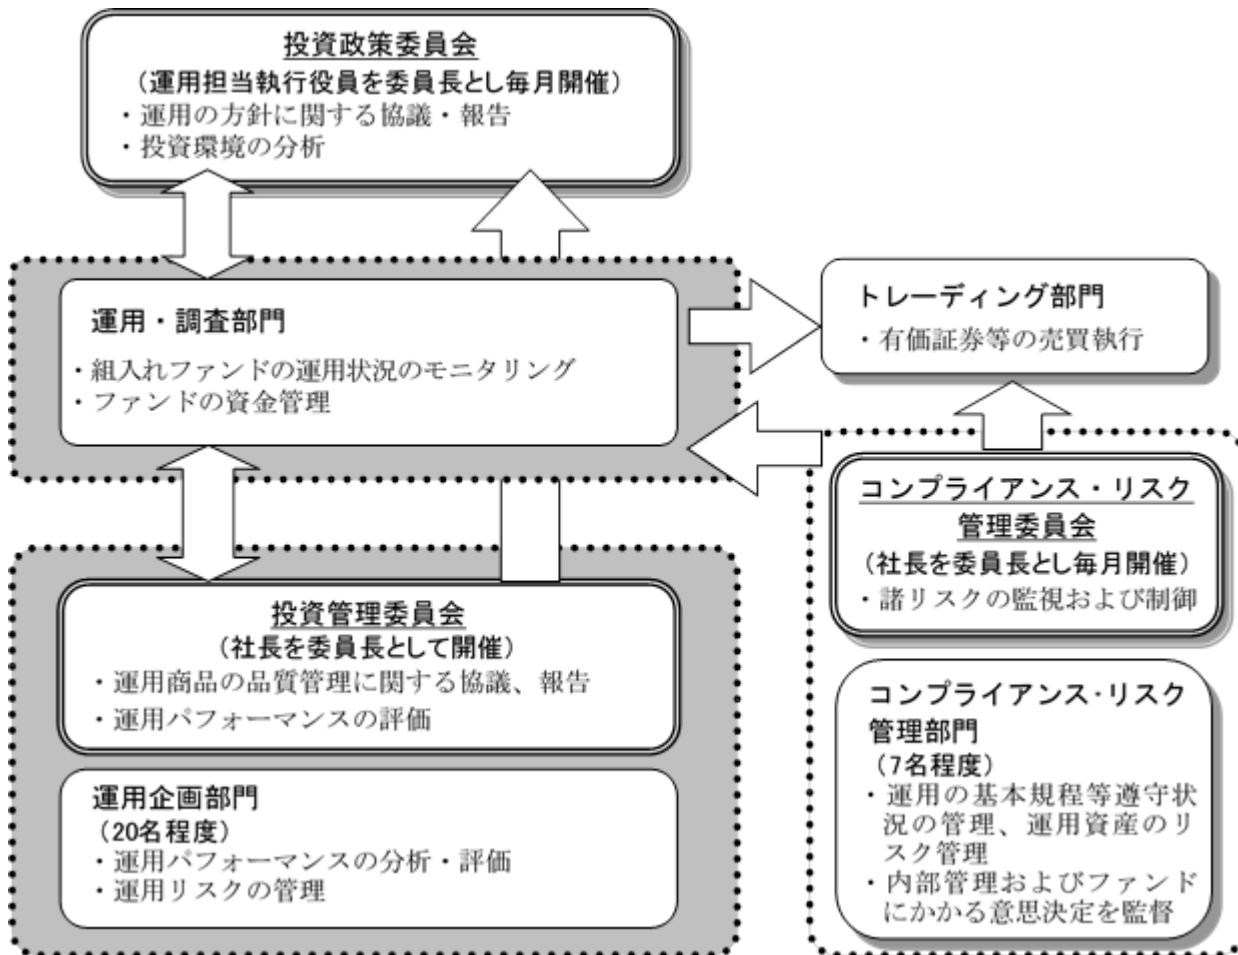 投資政策委員会
（運用担当執行役員を委員長とし毎月開催）
・運用の方針に関する協議・報告
・投資環境の分析
運用・調査部門
・組入れファンドの運用状況のモニタリング
・ファンドの資金管理
トレーディング部門
・有価証券等の売買執行
コンプライアンス・リスク
管理委員会
（社長を委員長とし毎月開催）
・諸リスクの監視および制御
投資管理委員会
（社長を委員長として開催）
・運用商品の品質管理に関する協議、報告
・運用パフォーマンスの評価
運用企画部門
（20名程度）
・運用パフォーマンスの分析・評価
・運用リスクの管理
コンプライアンス・リスク
管理部門
（7名程度）
・運用の基本規程等遵守状
況の管理、運用資産のリ
スク管理
・内部管理およびファンド
にかかる意思決定を監督